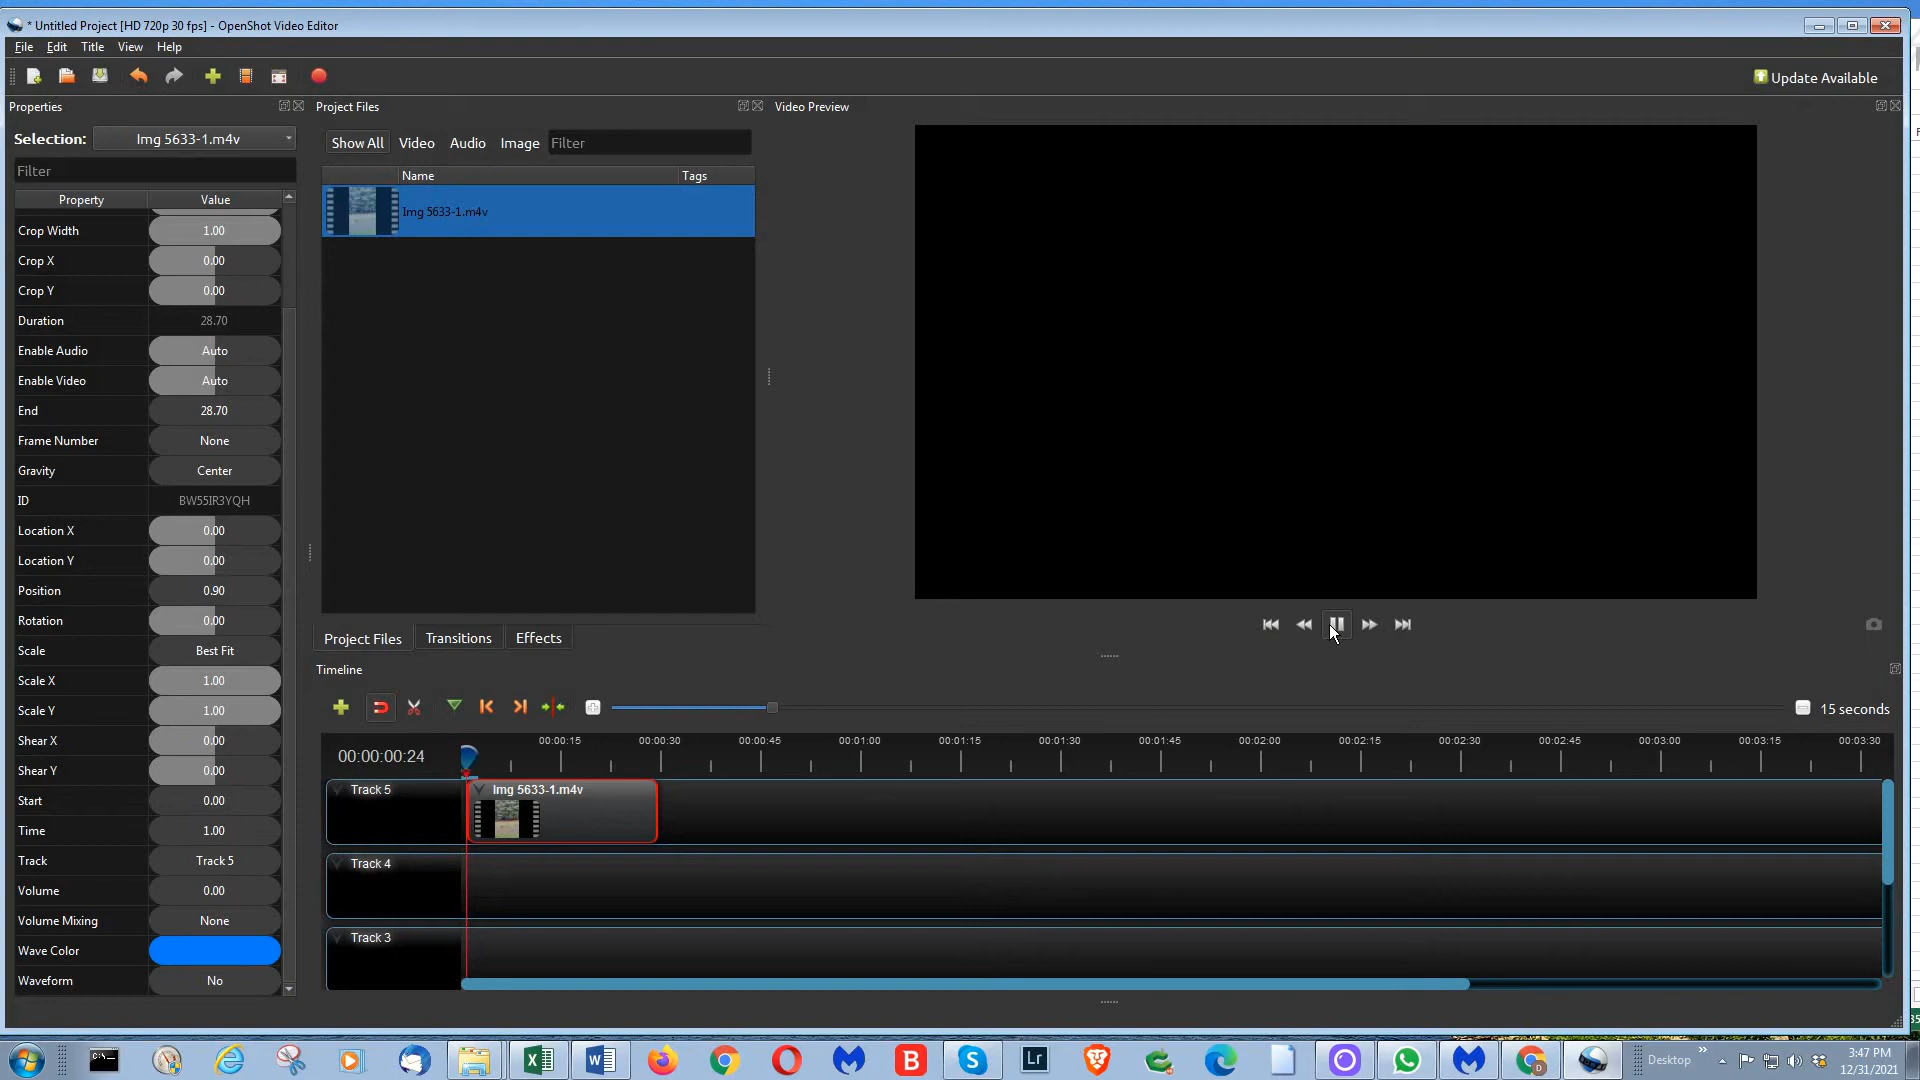 * Untitled Project [HD 720p 30 fps] - OpenShot Video Editor
File Edit Title View Help
Update Available
Properties
Project Files
Video Preview
Selection: Img 5633-1.m4v
Show All Video Audio Image Filter
Filter
Name Tags
Property Value
Img 5633-1.m4v
Crop Width 1.00
Crop X 0.00
Crop Y 0.00
Duration 28.70
Enable Audio Auto
Enable Video Auto
End 28.70
Frame Number None
Gravity Center
ID BW55IR3YQH
Location X 0.00
Location Y 0.00
Position 0.90
Rotation 0.00
Scale Best Fit
Scale X 1.00
Scale Y 1.00
Shear X 0.00
Shear Y 0.00
Start 0.00
Time 1.00
Track Track 5
Volume 0.00
Volume Mixing None
Wave Color
Waveform No
Project Files Transitions Effects
Timeline
15 seconds
00:00:00:24
00:00:15 00:00:30 00:00:45 00:01:00 00:01:15 00:01:30 00:01:45 00:02:00 00:02:15 00:02:30 00:02:45 00:03:00 00:03:15 00:03:30
Track 5
Img 5633-1.m4v
Track 4
Track 3
C:\.
B
S
Lr
D
Desktop »
3:47 PM
12/31/2021